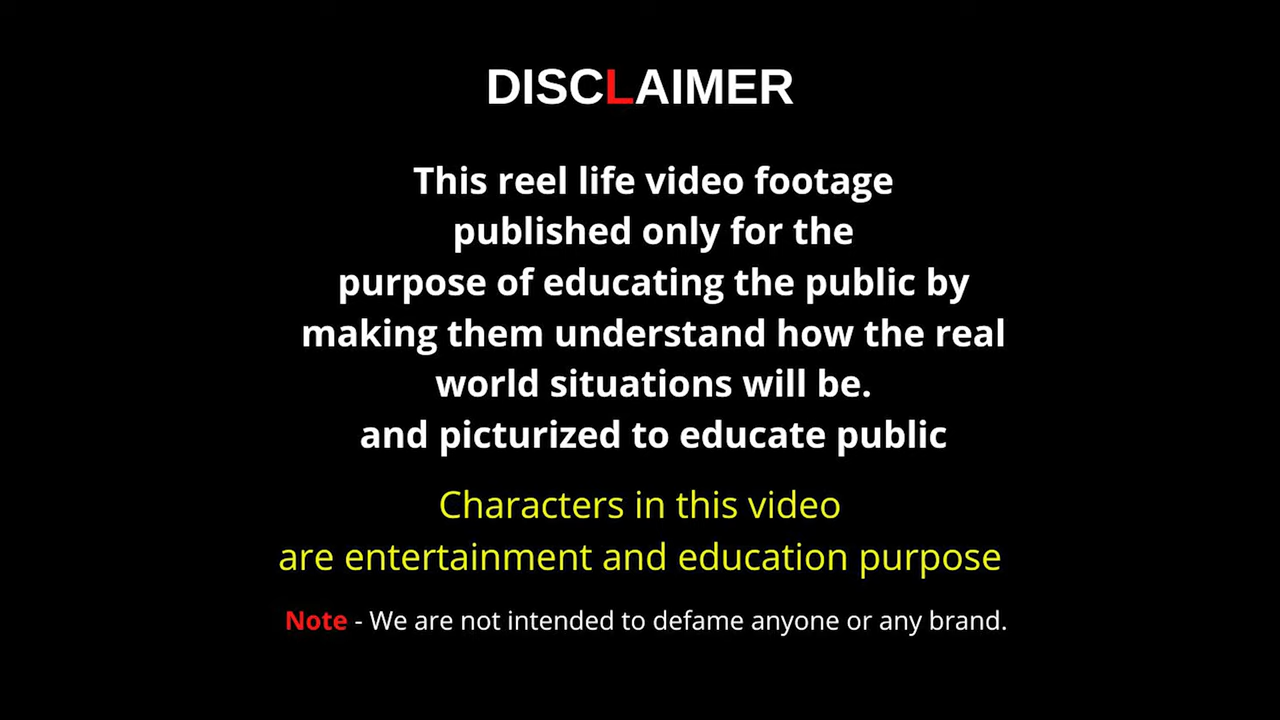 DISCLAIMER
This reel life video footage
published only for the
purpose of educating the public by
making them understand how the real
world situations will be.
and picturized to educate public
Characters in this video
are entertainment and education purpose
Note - We are not intended to defame anyone or any brand.